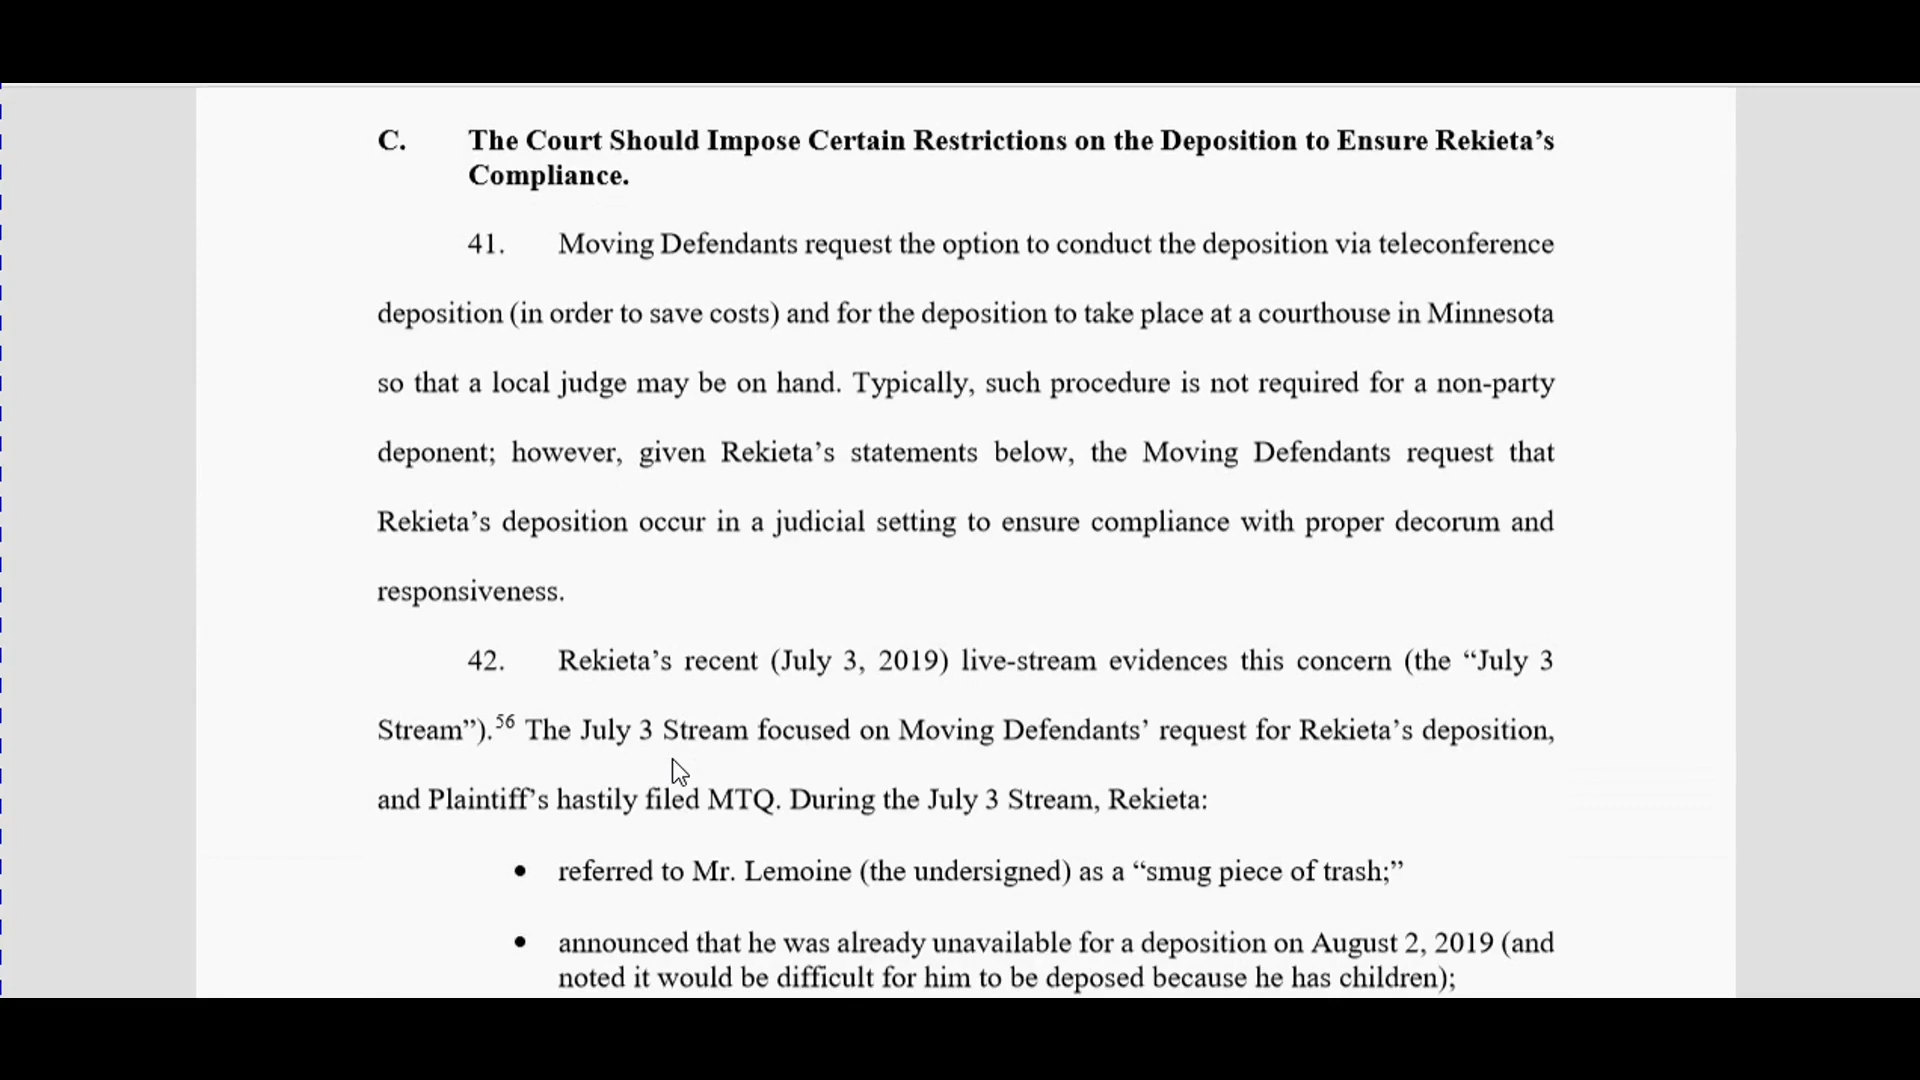 C. The Court Should Impose Certain Restrictions on the Deposition to Ensure Rekieta’s
Compliance.
41. Moving Defendants request the option to conduct the deposition via teleconference
deposition (in order to save costs) and for the deposition to take place at a courthouse in Minnesota
so that a local judge may be on hand. Typically, such procedure is not required for a non-party
deponent; however, given Rekieta’s statements below, the Moving Defendants request that
Rekieta’s deposition occur in a judicial setting to ensure compliance with proper decorum and
responsiveness.
42. Rekieta’s recent (July 3, 2019) live-stream evidences this concern (the “July 3
Stream”).56 The July 3 Stream focused on Moving Defendants’ request for Rekieta’s deposition,
and Plaintiff’s hastily filed MTQ. During the July 3 Stream, Rekieta:
• referred to Mr. Lemoine (the undersigned) as a “smug piece of trash;”
• announced that he was already unavailable for a deposition on August 2, 2019 (and
noted it would be difficult for him to be deposed because he has children);